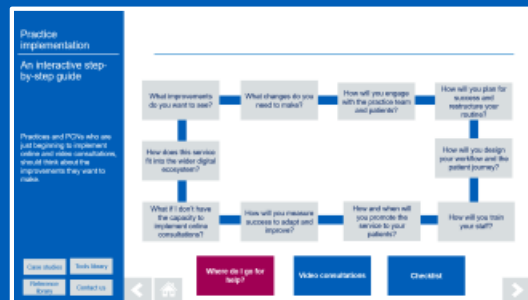 Practice
implementation
An interactive step-
by-step guide
Practices and PCNs who are
just beginning to implement
online and video consultations,
should think about the
improvements they want to
make.
What improvements
do you want to see?
What changes do you
need to make?
How will you engage
with the practice team
and patients?
How will you plan for
success and
restructure your
routine?
How does this service
fit into the wider digital
ecosystem?
How will you design
your workflow and the
patient journey?
What if I don't have
the capacity to
implement online
consultations?
How will you measure
success to adapt and
improve?
How and when will
you promote the
service to your
patients?
How will you train
your staff?
Case studies
Tools library
Reference
library
Contact us
Where do I go for
help?
Video consultations
Checklist